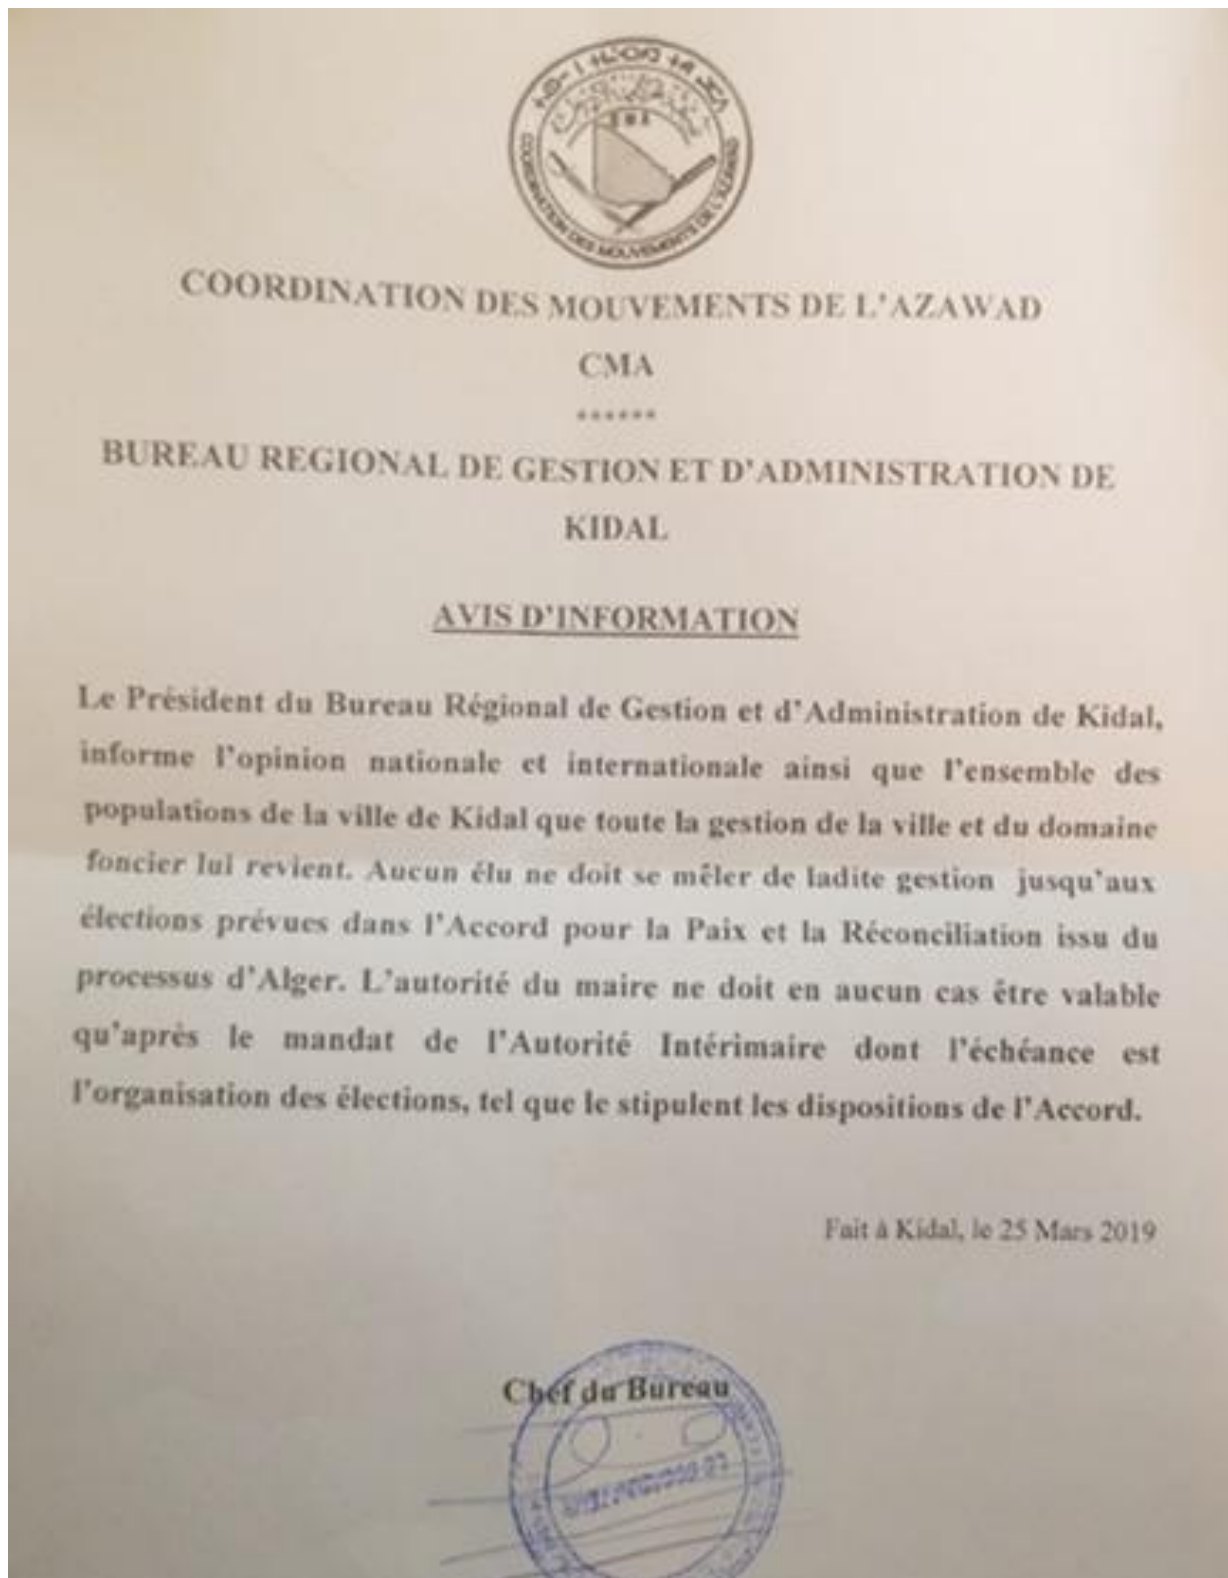 COORDINATION DES MOUVEMENTS DE L'AZAWAD
COORDINATION DES MOUVEMENTS DE L'AZAWAD
CMA
******
BUREAU REGIONAL DE GESTION ET D'ADMINISTRATION DE
KIDAL
AVIS D'INFORMATION
Le Président du Bureau Régional de Gestion et d'Administration de Kidal,
informe l'opinion nationale et internationale ainsi que l'ensemble des
populations de la ville de Kidal que toute la gestion de la ville et du domaine
foncier lui revient. Aucun élu ne doit se mêler de ladite gestion jusqu'aux
élections prévues dans l'Accord pour la Paix et la Réconciliation issu du
processus d'Alger. L'autorité du maire ne doit en aucun cas être valable
qu'après le mandat de l'Autorité Intérimaire dont l'échéance est
l'organisation des élections, tel que le stipulent les dispositions de l'Accord.
Fait à Kidal, le 25 Mars 2019
Chef du Bureau